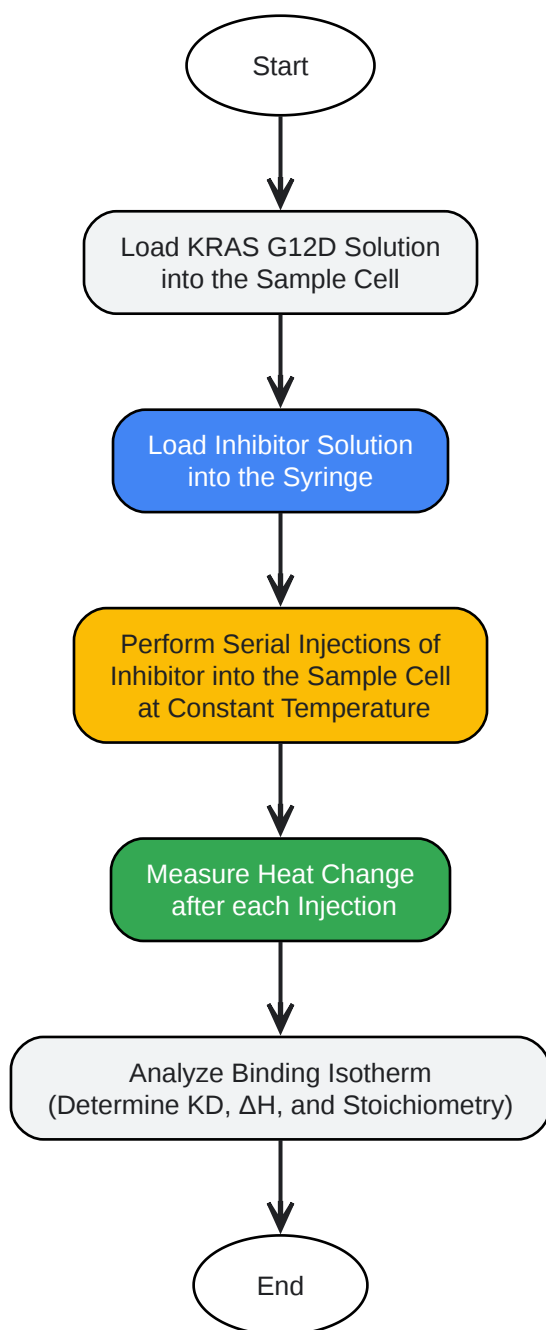 Start
Load KRAS G12D Solution
into the Sample Cell
Load Inhibitor Solution
into the Syringe
Perform Serial Injections of
Inhibitor into the Sample Cell
at Constant Temperature
Measure Heat Change
after each Injection
Analyze Binding Isotherm
(Determine KD, ΔH, and Stoichiometry)
End